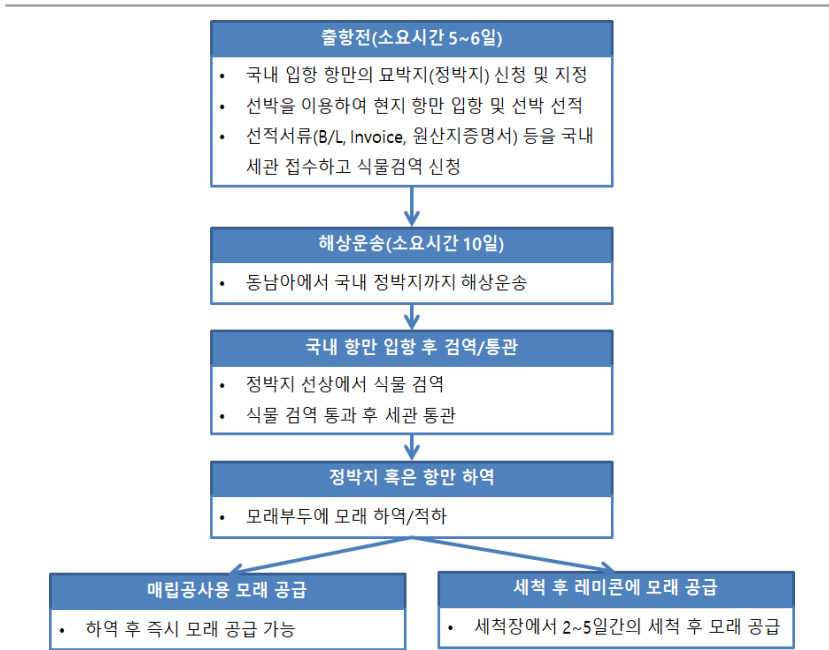 출항전(소요시간 5~6일)
• 국내 입항 항만의 묘박지(정박지) 신청 및 지정
• 선박을 이용하여 현지 항만 입항 및 선박 선적
• 선적서류(B/L, Invoice, 원산지증명서) 등을 국내
세관 접수하고 식물검역 신청
해상운송(소요시간 10일)
• 동남아에서 국내 정박지까지 해상운송
국내 항만 입항 후 검역/통관
• 정박지 선상에서 식물 검역
• 식물 검역 통과 후 세관 통관
정박지 혹은 항만 하역
• 모래부두에 모래 하역/적하
매립공사용 모래 공급
• 하역 후 즉시 모래 공급 가능
세척 후 레미콘에 모래 공급
• 세척장에서 2~5일간의 세척 후 모래 공급